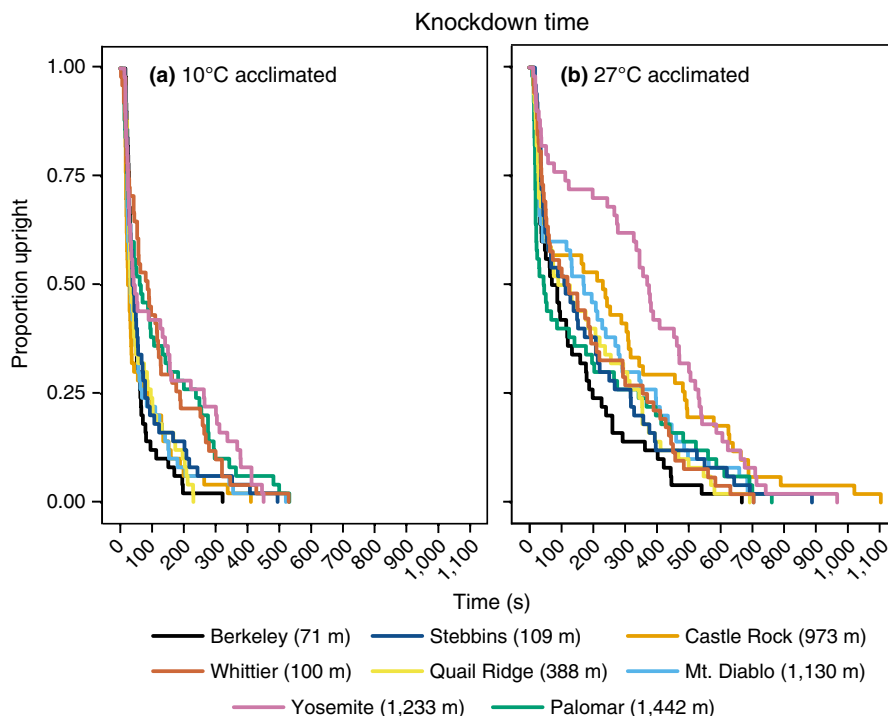 Knockdown time
(a) 10°C acclimated
(b) 27°C acclimated
1.00
0.75
0.50
0.25
0.00
Proportion upright
0 100 200 300 400 500 600 700 800 900 1,000 1,100
0 100 200 300 400 500 600 700 800 900 1,000 1,100
Time (s)
Berkeley (71 m) Stebbins (109 m) Castle Rock (973 m)
Whittier (100 m) Quail Ridge (388 m) Mt. Diablo (1,130 m)
Yosemite (1,233 m) Palomar (1,442 m)